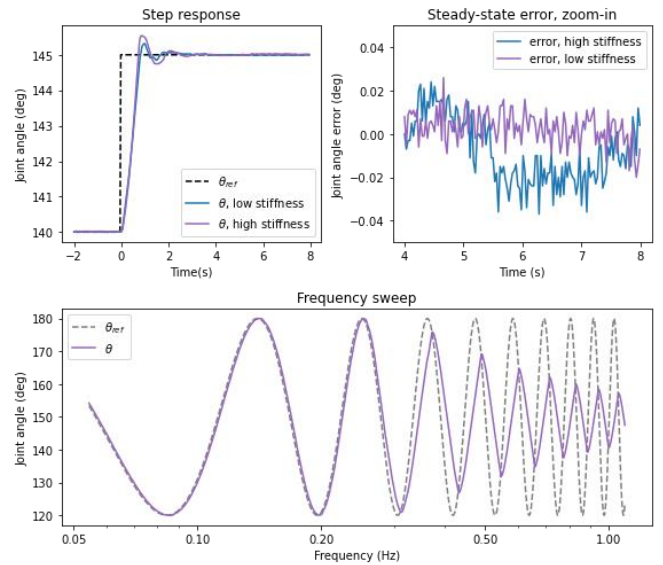 Step response
Joint angle (deg)
145
144
143
142
141
140
θref
θ, low stiffness
θ, high stiffness
−2
0
2
4
6
8
Time(s)
Steady-state error, zoom-in
Joint angle error (deg)
0.04
0.02
0.00
−0.02
−0.04
error, high stiffness
error, low stiffness
4
5
6
7
8
Time (s)
Frequency sweep
Joint angle (deg)
180
170
160
150
140
130
120
θref
θ
0.05
0.10
0.20
0.50
1.00
Frequency (Hz)